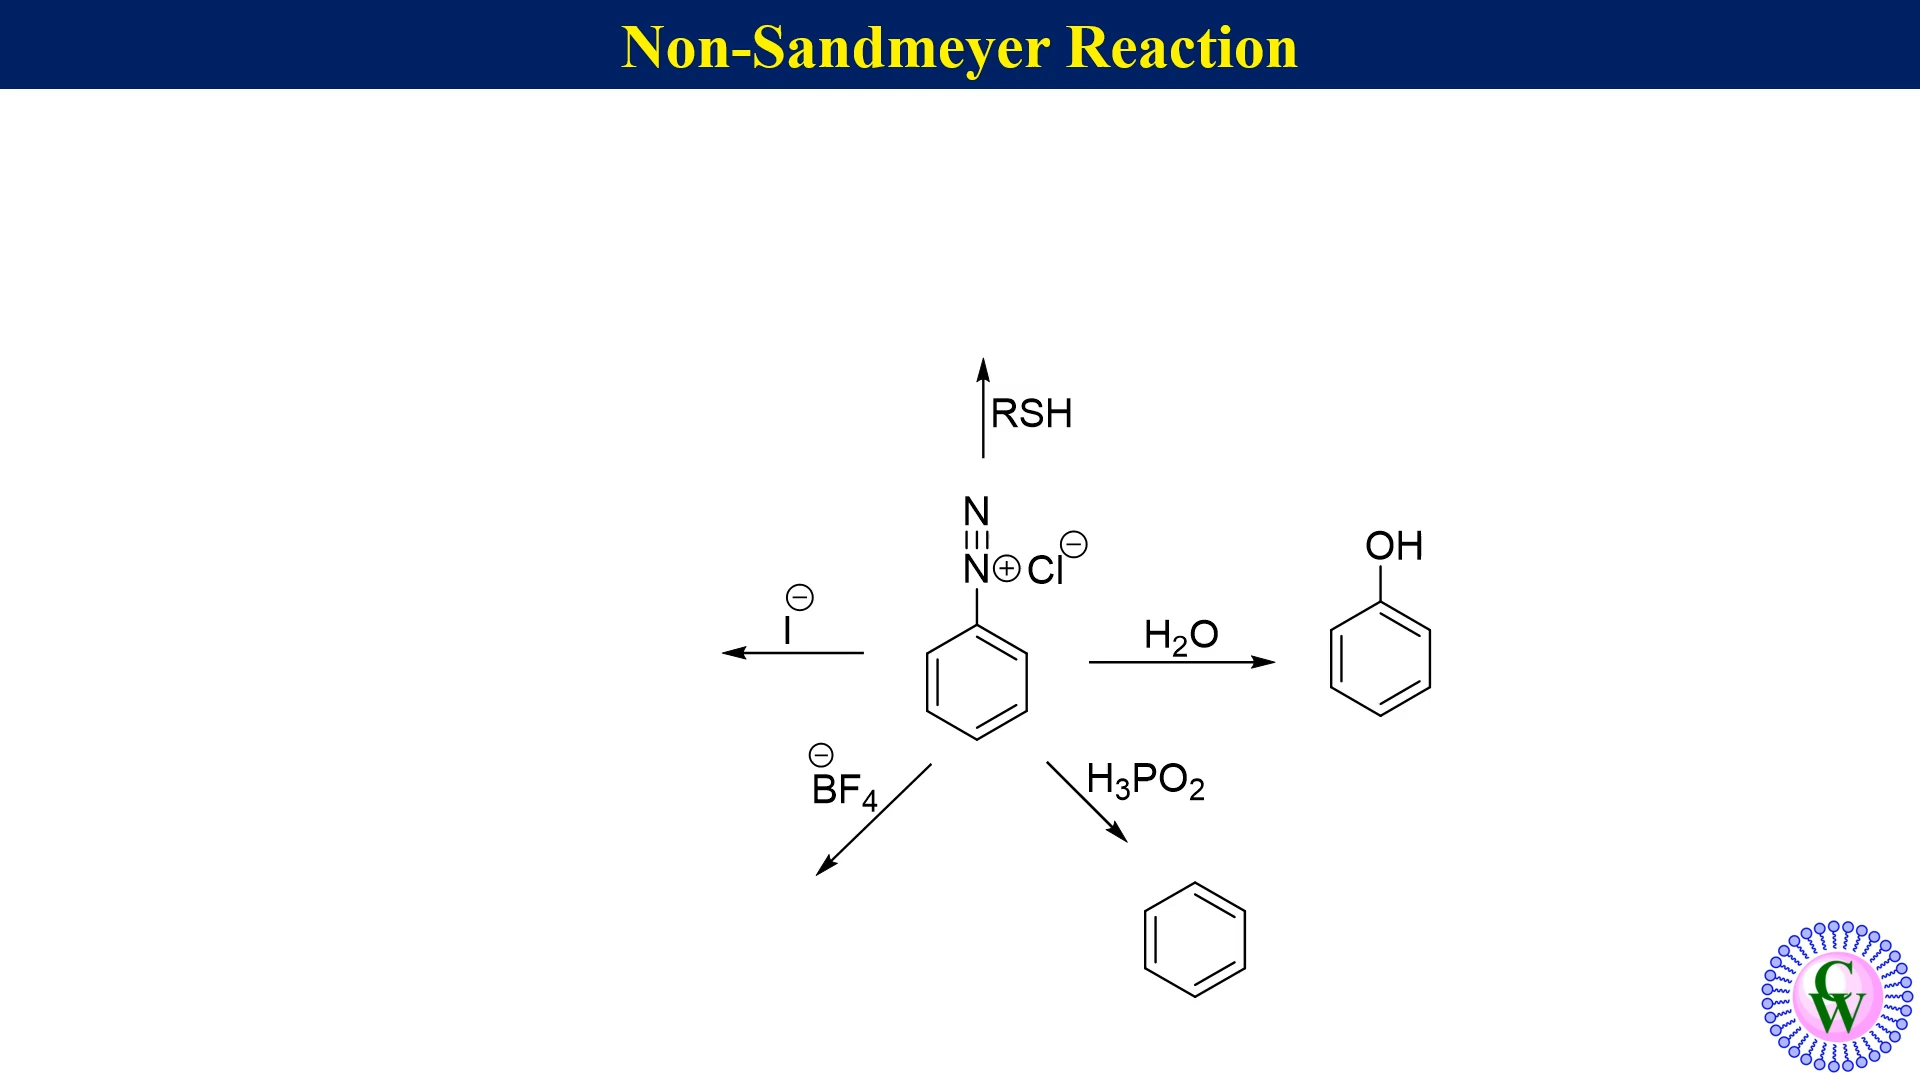 Non-Sandmeyer Reaction
RSH
N
N⊕ Cl⊖
OH
I⊖
H₂O
⊖BF₄
H₃PO₂
CW